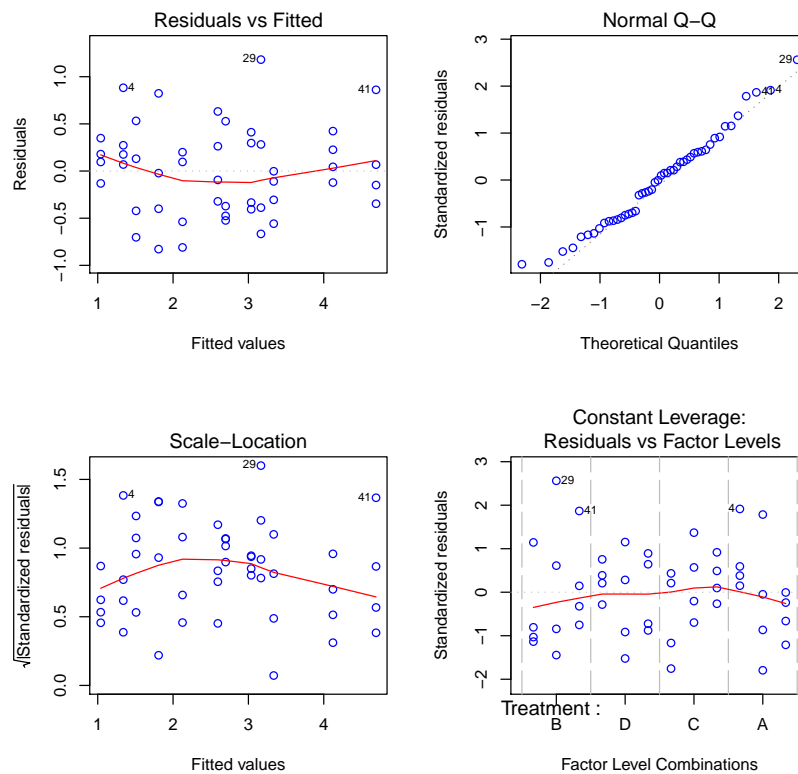 Residuals vs Fitted
Residuals
1.0
0.5
0.0
−0.5
−1.0
4
29
41
1 2 3 4
Fitted values
Normal Q−Q
Standardized residuals
3
2
1
0
−1
29
41 4
−2 −1 0 1 2
Theoretical Quantiles
Scale−Location
√|Standardized residuals|
1.5
1.0
0.5
0.0
4
29
41
1 2 3 4
Fitted values
Constant Leverage:
Residuals vs Factor Levels
Standardized residuals
3
2
1
0
−1
−2
29
41
4
Treatment :
B D C A
Factor Level Combinations